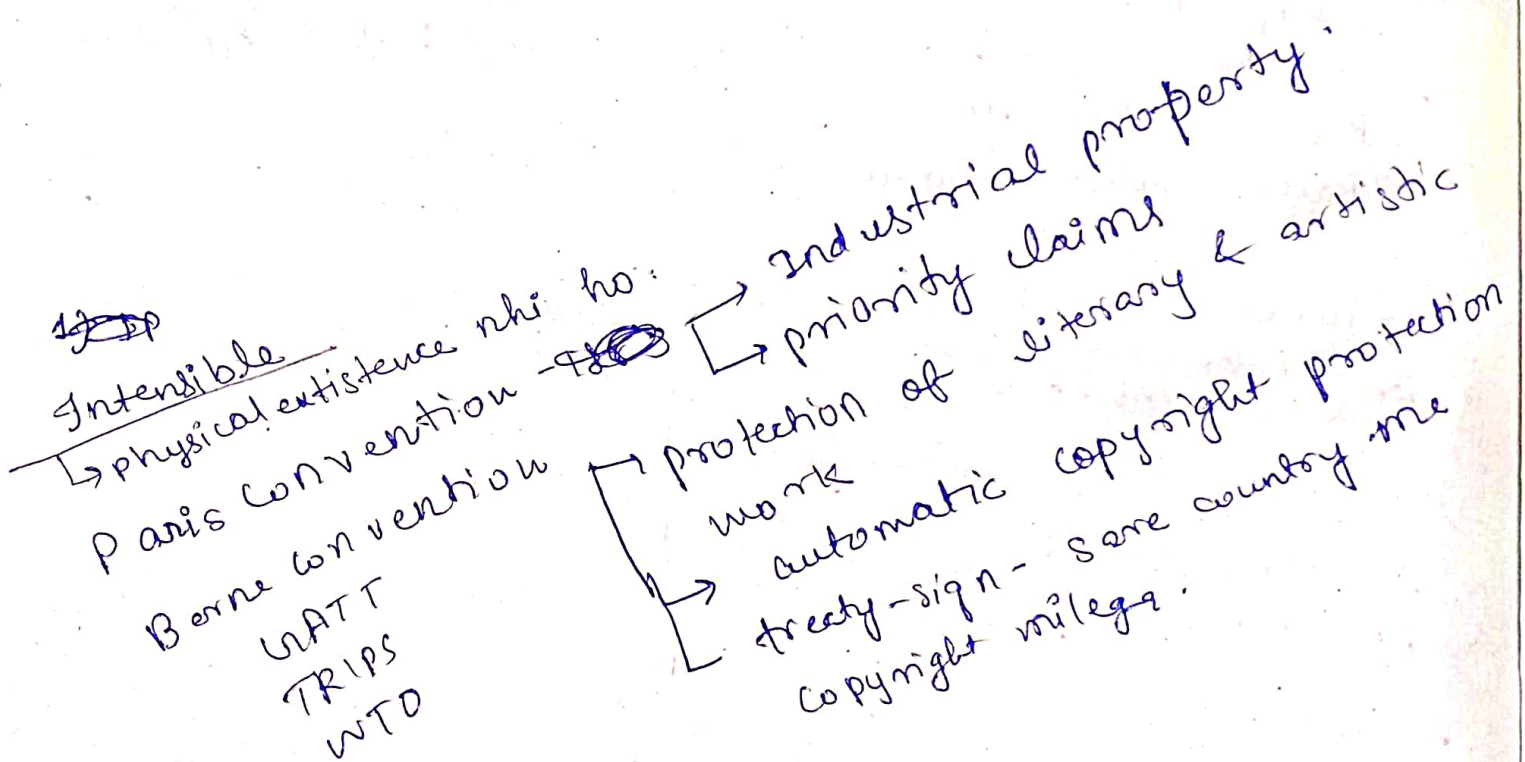 Intensible
physical extistence nhi ho.
Paris convention -
Industrial property.
priority claims
Berne convention
protection of literary & artistic
work
automatic copyright protection
treaty-sign - sare country me
copyright milega.
GATT
TRIPS
WTO